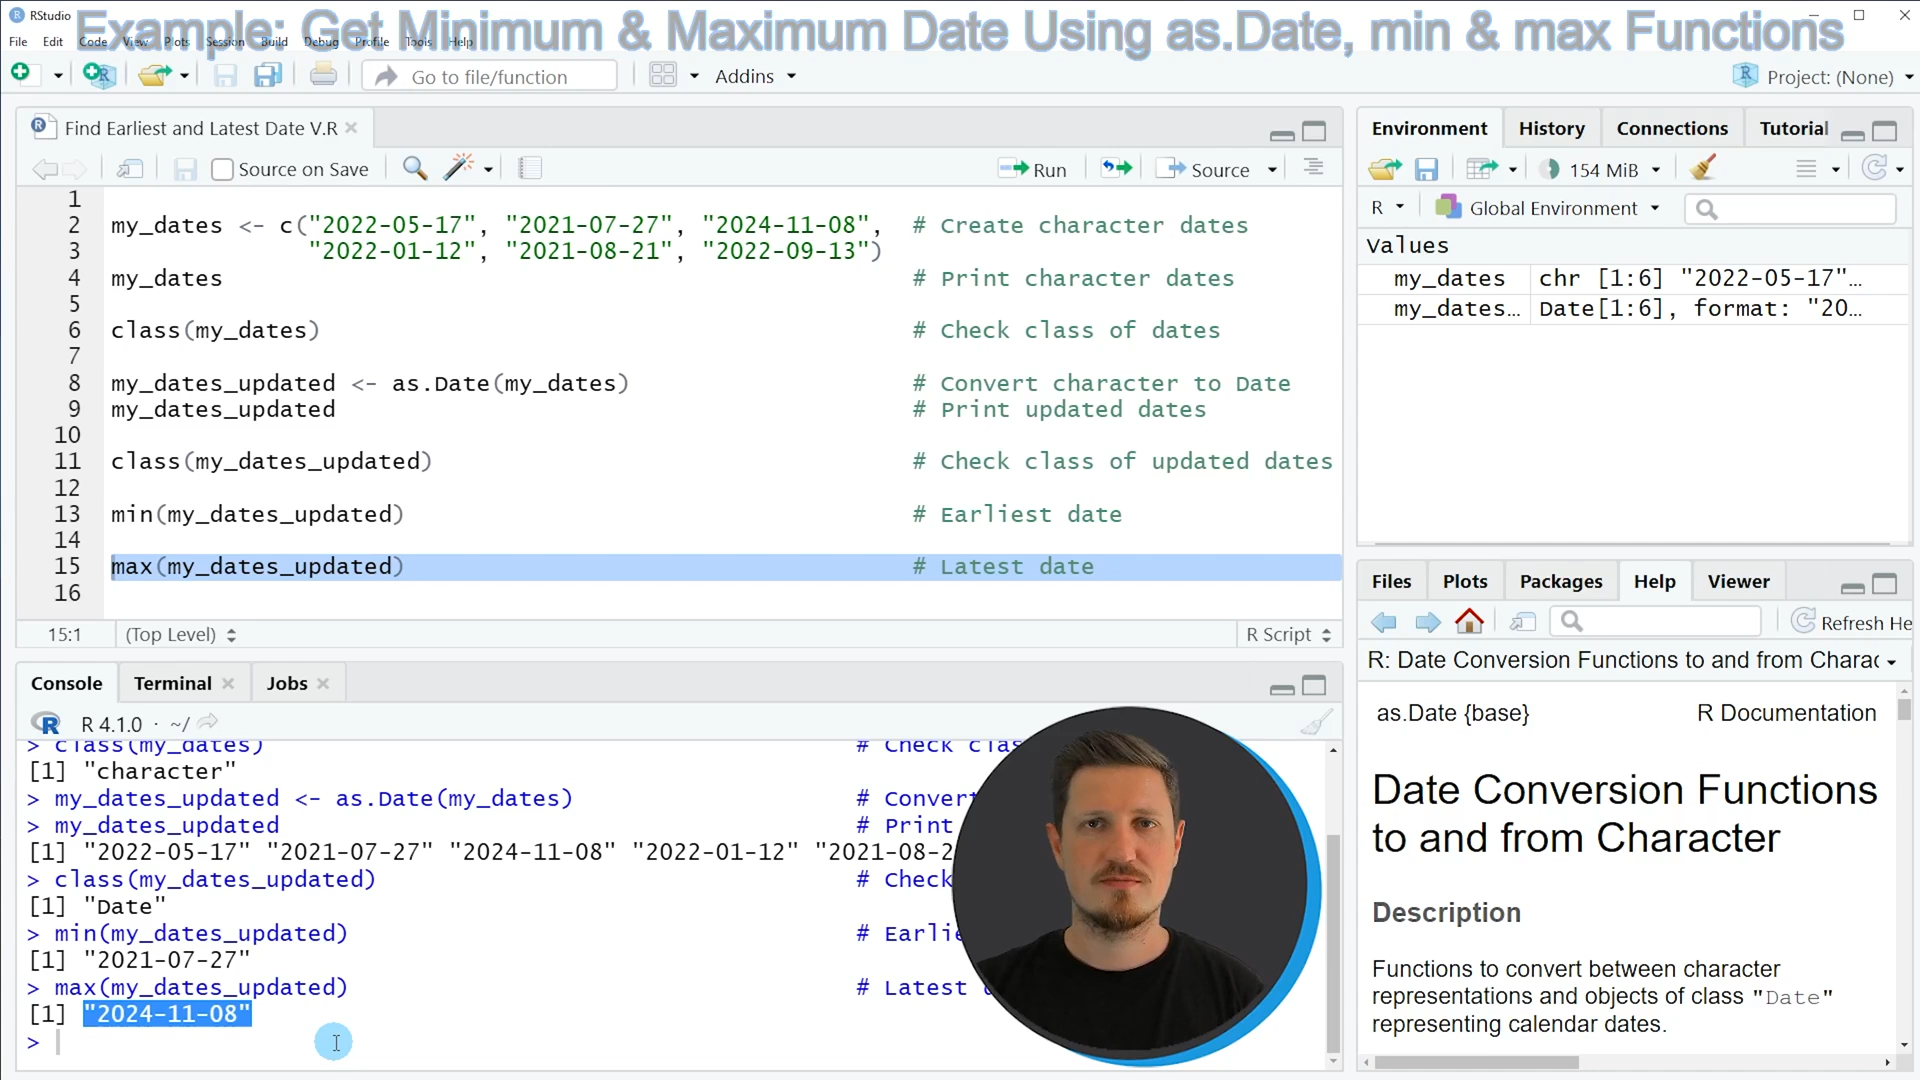 RStudio
Example: Get Minimum & Maximum Date Using as.Date, min & max Functions
File Edit Code View Plots Session Build Debug Profile Tools Help
Go to file/function
Addins
Project: (None)
Find Earliest and Latest Date V.R
Source on Save
Run
Source
1
2 my_dates <- c("2022-05-17", "2021-07-27", "2024-11-08", # Create character dates
3 "2022-01-12", "2021-08-21", "2022-09-13")
4 my_dates # Print character dates
5
6 class(my_dates) # Check class of dates
7
8 my_dates_updated <- as.Date(my_dates) # Convert character to Date
9 my_dates_updated # Print updated dates
10
11 class(my_dates_updated) # Check class of updated dates
12
13 min(my_dates_updated) # Earliest date
14
15 max(my_dates_updated) # Latest date
16
15:1 (Top Level) R Script
Console Terminal Jobs
R 4.1.0 · ~/
> class(my_dates) # Check clas
[1] "character"
> my_dates_updated <- as.Date(my_dates) # Conver
> my_dates_updated # Print
[1] "2022-05-17" "2021-07-27" "2024-11-08" "2022-01-12" "2021-08-2
> class(my_dates_updated) # Check
[1] "Date"
> min(my_dates_updated) # Earlie
[1] "2021-07-27"
> max(my_dates_updated) # Latest
[1] "2024-11-08"
>
Environment History Connections Tutorial
154 MiB
R Global Environment
Values
my_dates chr [1:6] "2022-05-17"…
my_dates… Date[1:6], format: "20…
Files Plots Packages Help Viewer
Refresh He
R: Date Conversion Functions to and from Charac
as.Date {base} R Documentation
Date Conversion Functions
to and from Character
Description
Functions to convert between character
representations and objects of class "Date"
representing calendar dates.